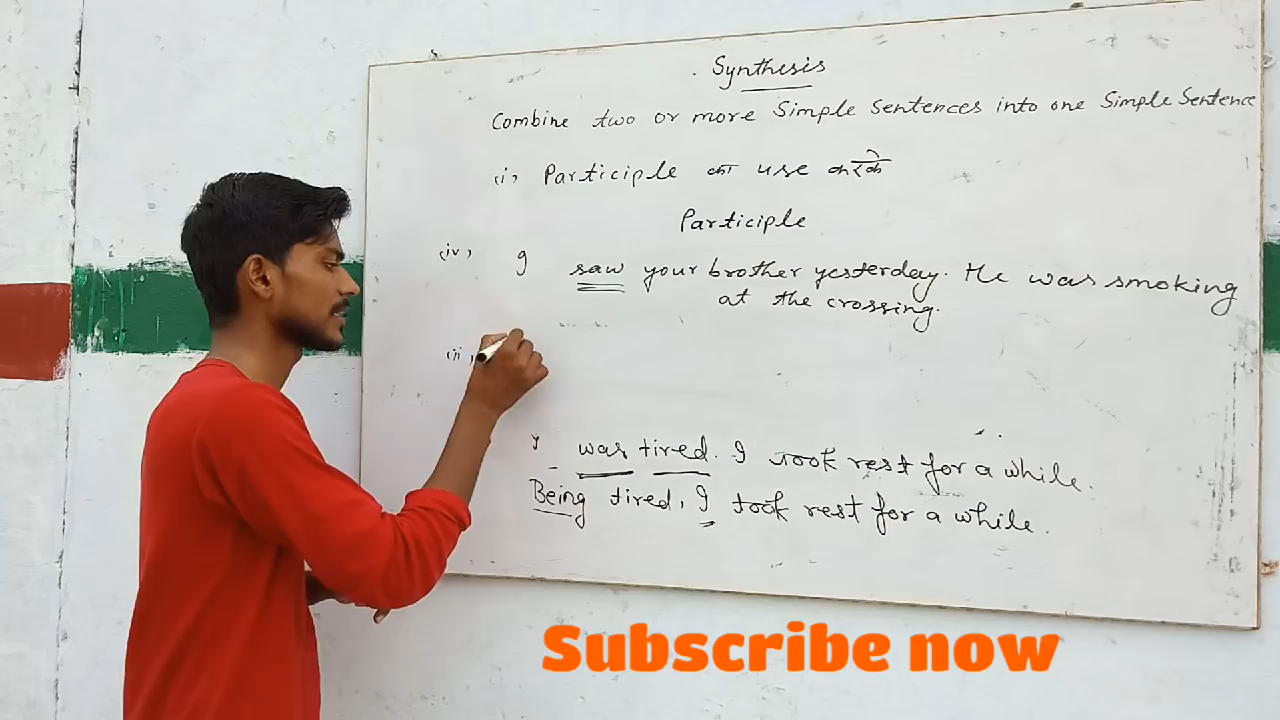 Synthesis
Combine two or more Simple Sentences into one Simple Sentence
(i) Participle का use करके
Participle
(iv) I saw your brother yesterday. He was smoking
at the crossing.
(ii)
I was tired. I took rest for a while.
Being tired, I took rest for a while.
Subscribe now